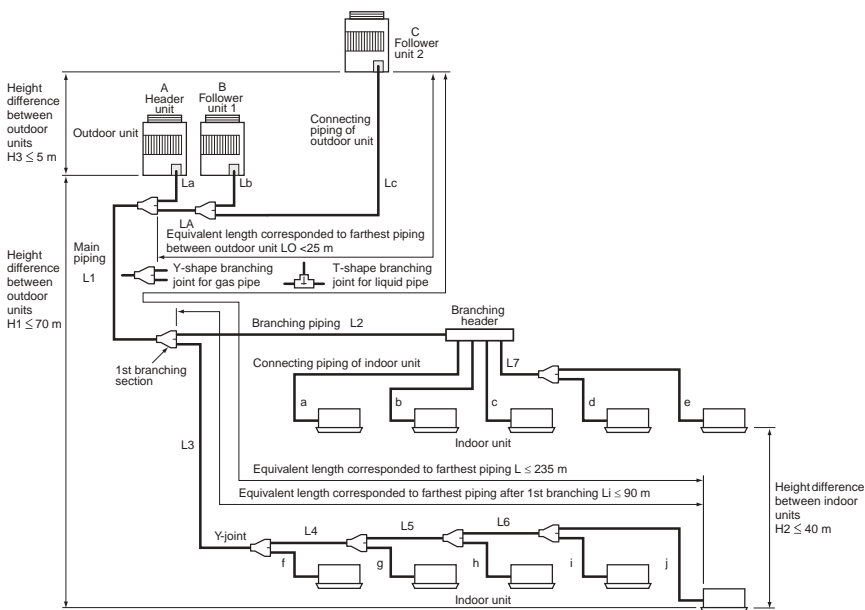 C
Follower
unit 2
Height
difference
between
outdoor
units
H3 ≤ 5 m
A
Header
unit
B
Follower
unit 1
Outdoor unit
Connecting
piping of
outdoor unit
La
Lb
Lc
LA
Equivalent length corresponded to farthest piping
between outdoor unit LO <25 m
Main
piping
L1
Height
difference
between
outdoor
units
H1 ≤ 70 m
Y-shape branching
joint for gas pipe
T-shape branching
joint for liquid pipe
Branching piping L2
Branching
header
1st branching
section
Connecting piping of indoor unit
L7
a
b
c
d
e
Indoor unit
L3
Equivalent length corresponded to farthest piping L ≤ 235 m
Equivalent length corresponded to farthest piping after 1st branching Li ≤ 90 m
Height difference
between indoor
units
H2 ≤ 40 m
Y-joint
L4
L5
L6
f
g
h
i
j
Indoor unit